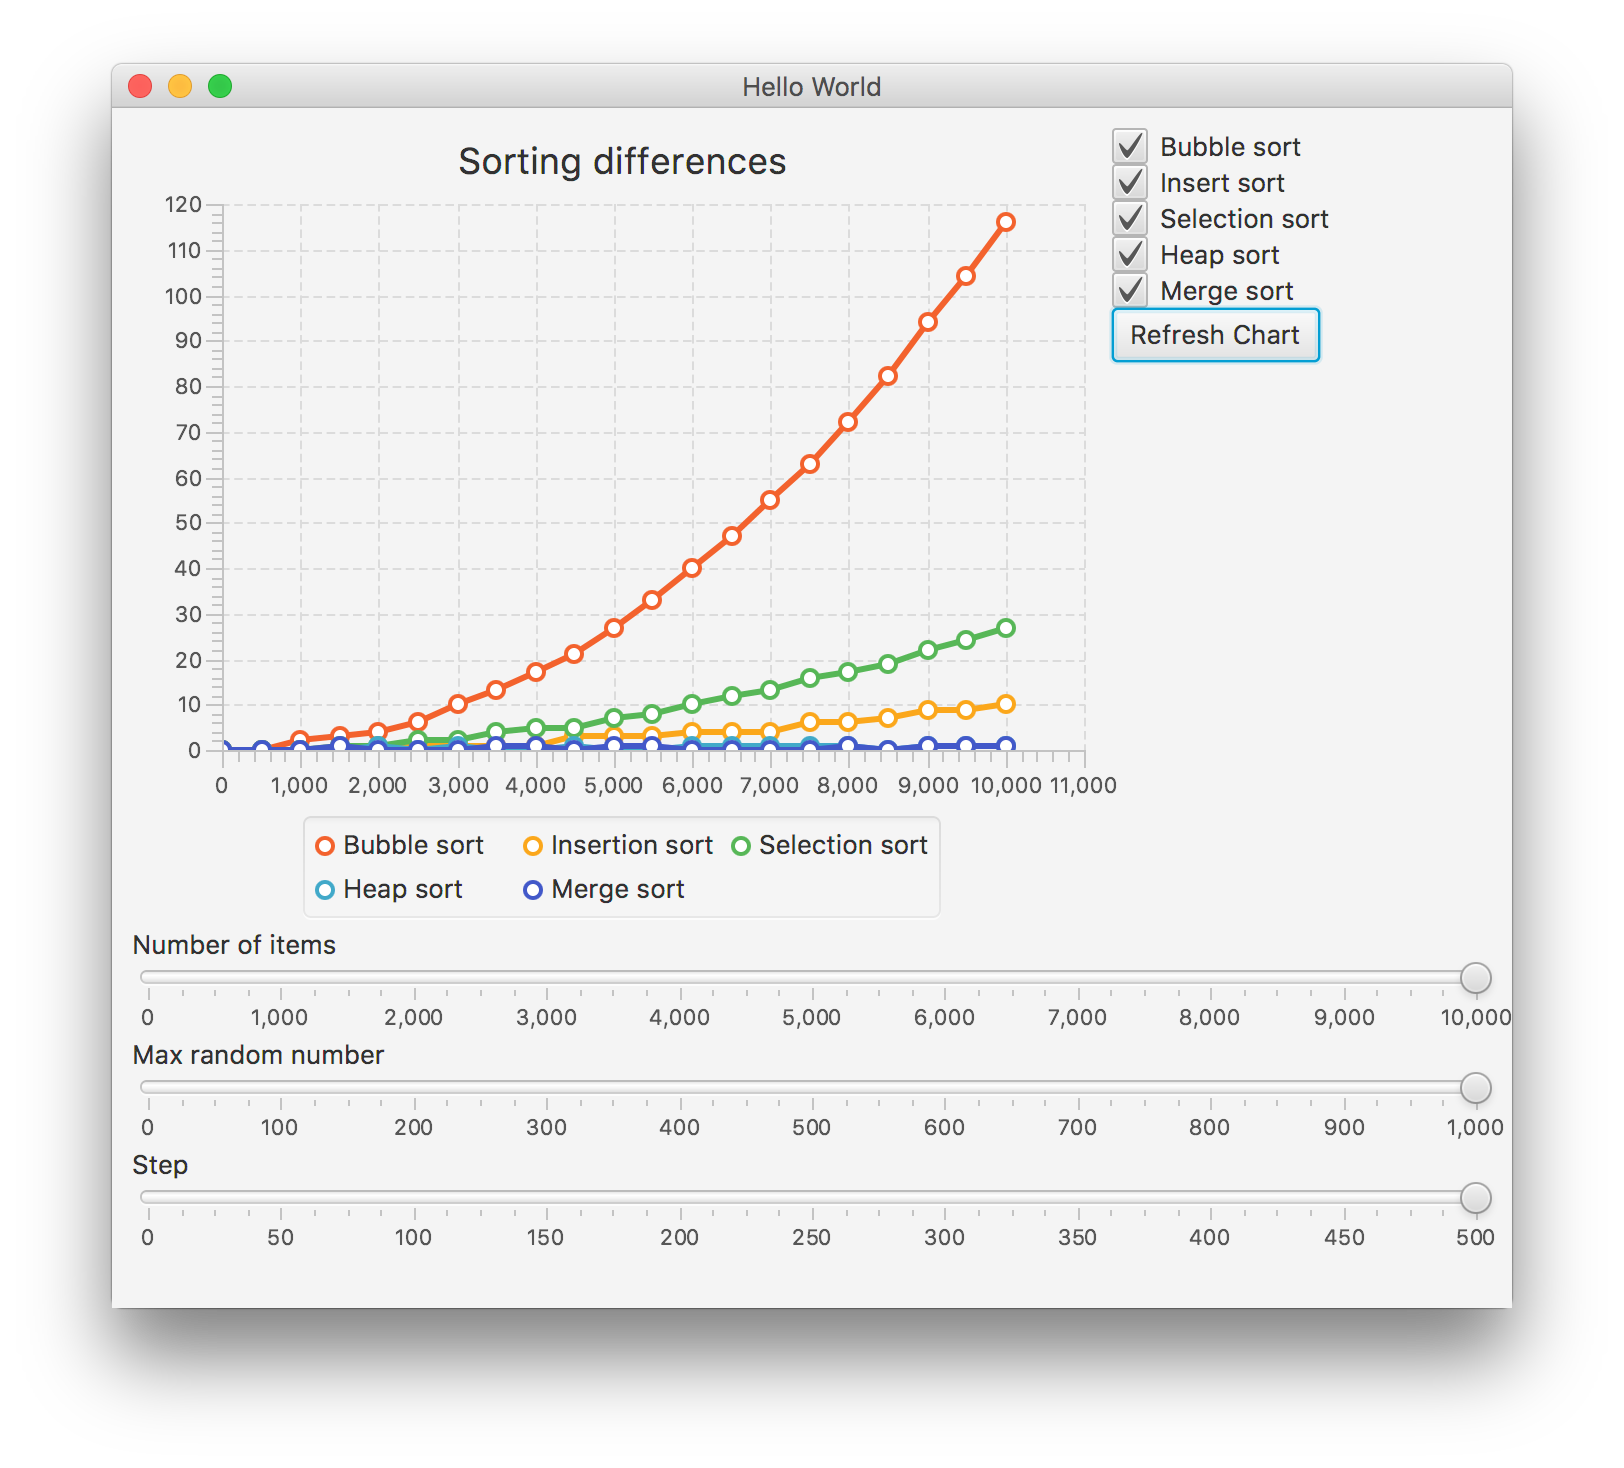 Hello World
Sorting differences
120
110
100
90
80
70
60
50
40
30
20
10
0
0 1,000 2,000 3,000 4,000 5,000 6,000 7,000 8,000 9,000 10,000 11,000
Bubble sort Insertion sort Selection sort
Heap sort Merge sort
Bubble sort
Insert sort
Selection sort
Heap sort
Merge sort
Refresh Chart
Number of items
0 1,000 2,000 3,000 4,000 5,000 6,000 7,000 8,000 9,000 10,000
Max random number
0 100 200 300 400 500 600 700 800 900 1,000
Step
0 50 100 150 200 250 300 350 400 450 500